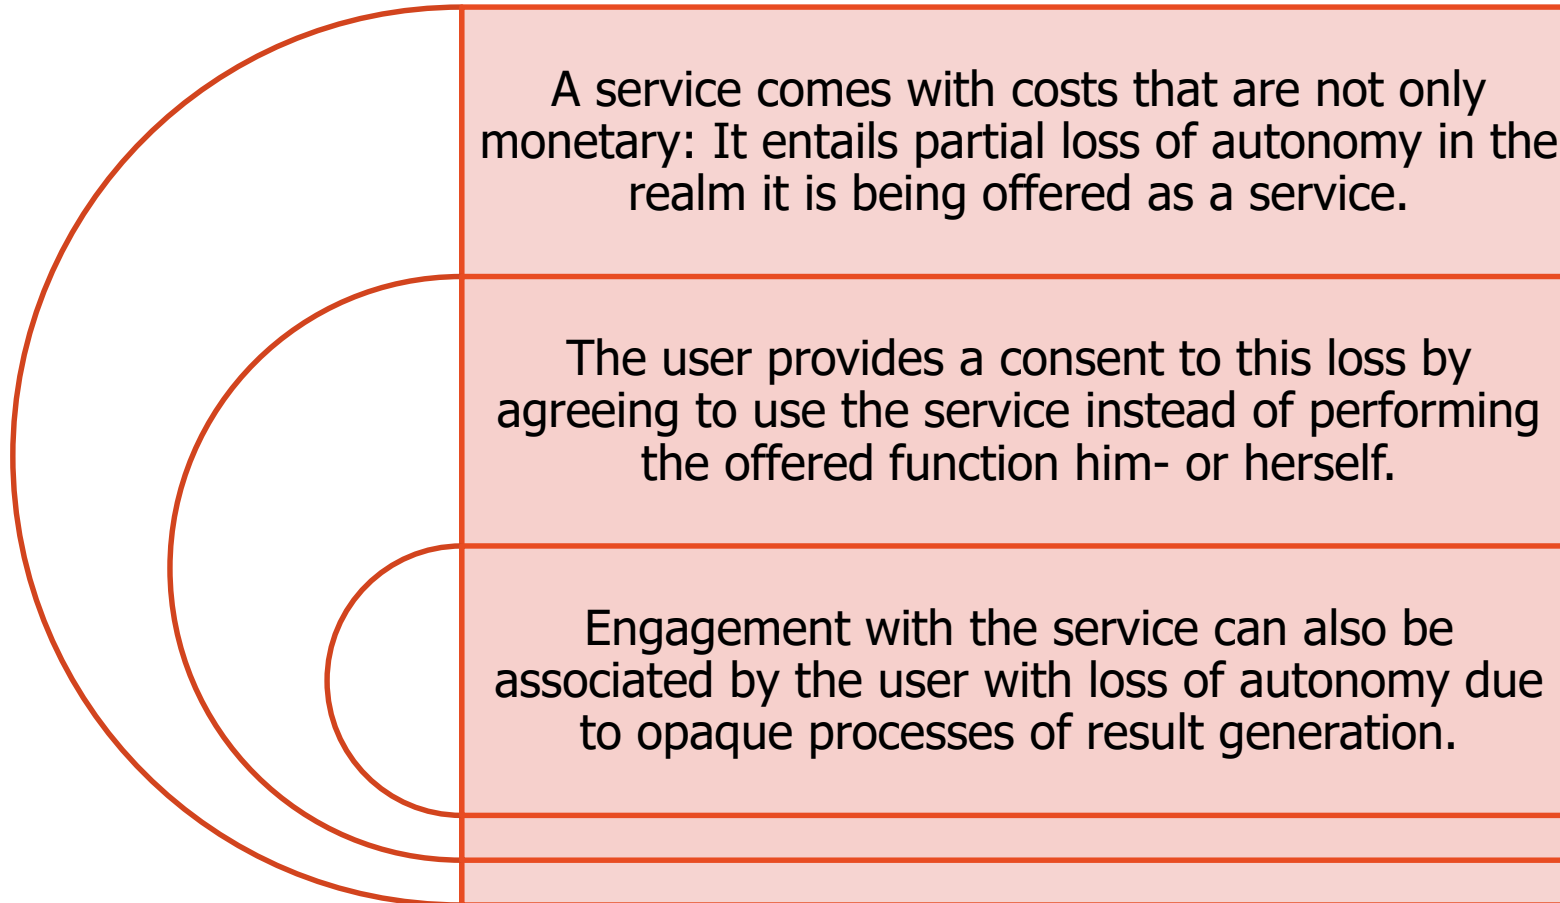 A service comes with costs that are not only
monetary: It entails partial loss of autonomy in the
realm it is being offered as a service.
The user provides a consent to this loss by
agreeing to use the service instead of performing
the offered function him- or herself.
Engagement with the service can also be
associated by the user with loss of autonomy due
to opaque processes of result generation.